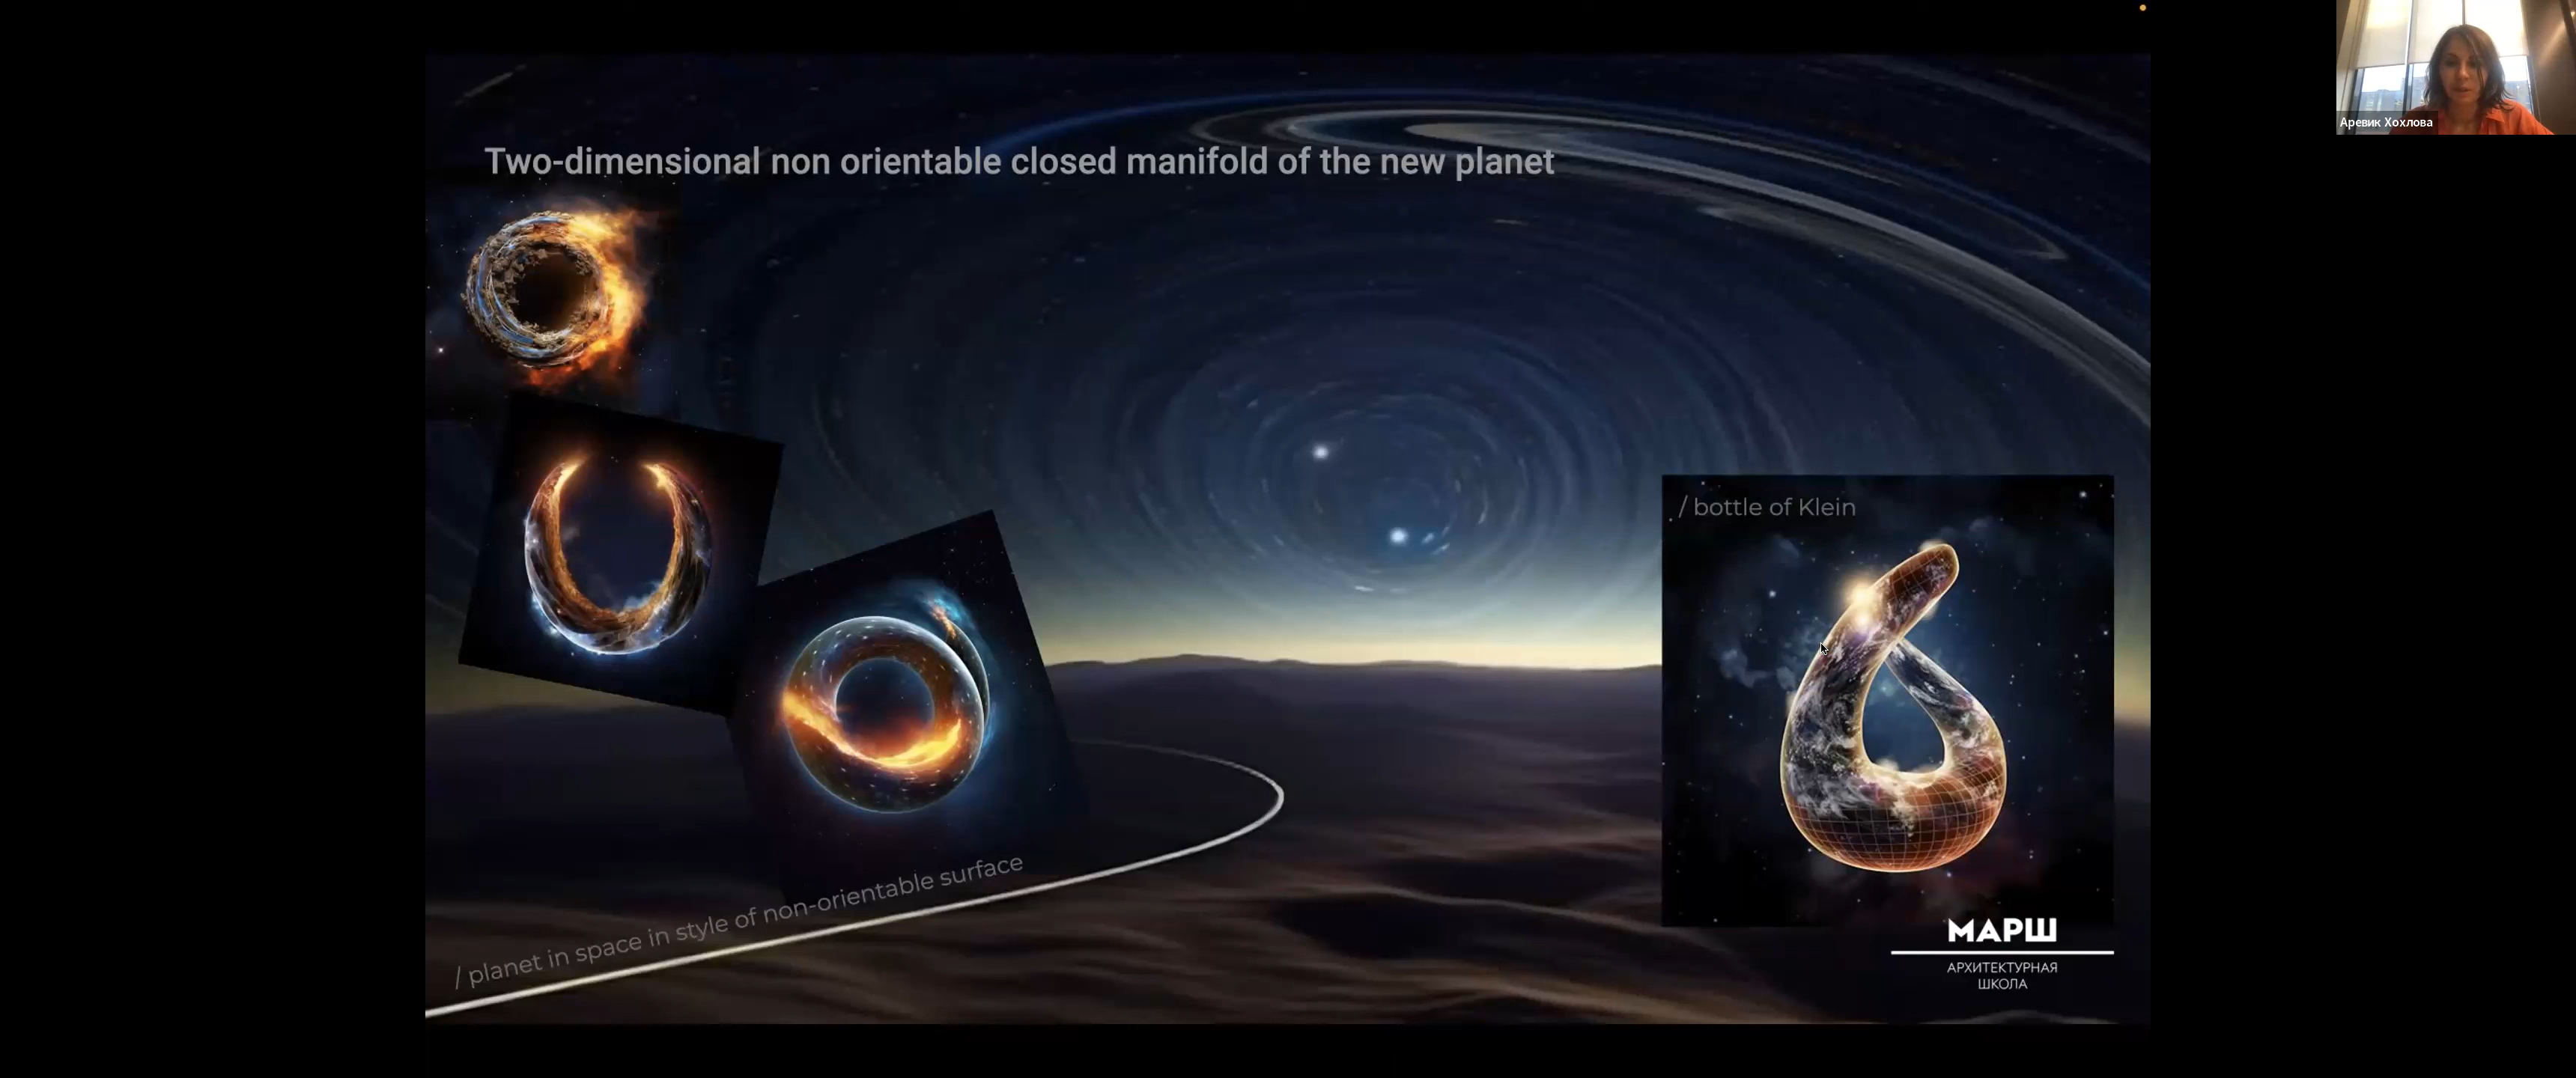 Two-dimensional non orientable closed manifold of the new planet
Аревик Хохлова
/ bottle of Klein
/ planet in space in style of non-orientable surface
МАРШ
АРХИТЕКТУРНАЯ
ШКОЛА